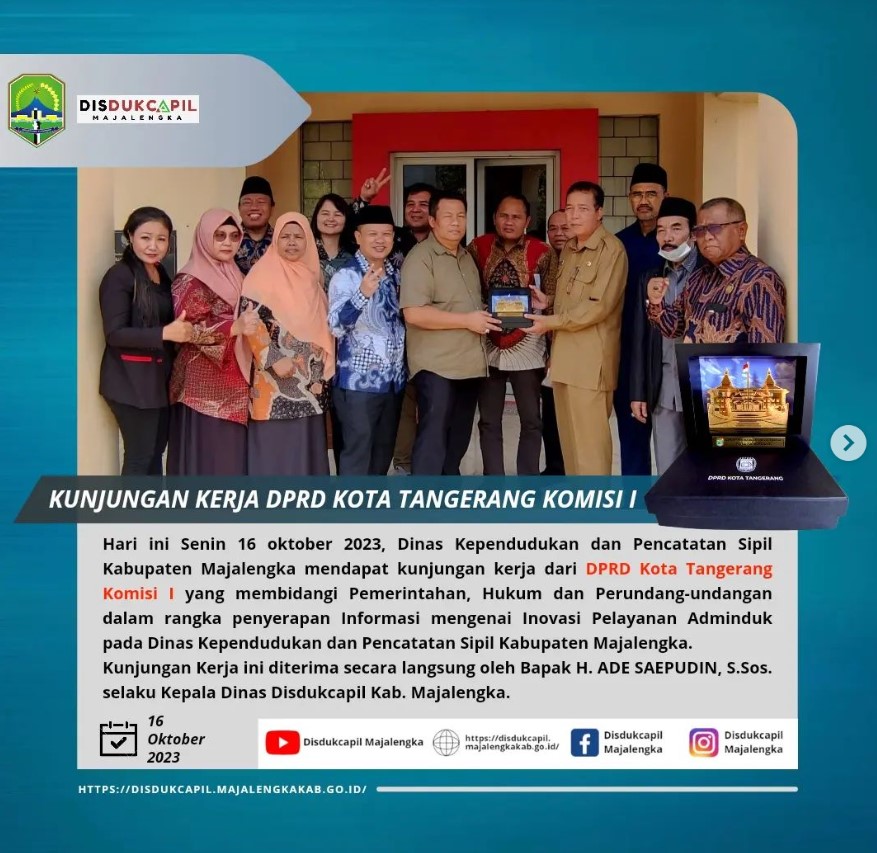 DISDUKCAPIL
MAJALENGKA
DPRD KOTA TANGERANG
KUNJUNGAN KERJA DPRD KOTA TANGERANG KOMISI I
Hari ini Senin 16 oktober 2023, Dinas Kependudukan dan Pencatatan Sipil
Kabupaten Majalengka mendapat kunjungan kerja dari DPRD Kota Tangerang
Komisi I yang membidangi Pemerintahan, Hukum dan Perundang-undangan
dalam rangka penyerapan Informasi mengenai Inovasi Pelayanan Adminduk
pada Dinas Kependudukan dan Pencatatan Sipil Kabupaten Majalengka.
Kunjungan Kerja ini diterima secara langsung oleh Bapak H. ADE SAEPUDIN, S.Sos.
selaku Kepala Dinas Disdukcapil Kab. Majalengka.
16
Oktober
2023
Disdukcapil Majalengka
https://disdukcapil.
majalengkakab.go.id/
Disdukcapil
Majalengka
Disdukcapil
Majalengka
HTTPS://DISDUKCAPIL.MAJALENGKAKAB.GO.ID/